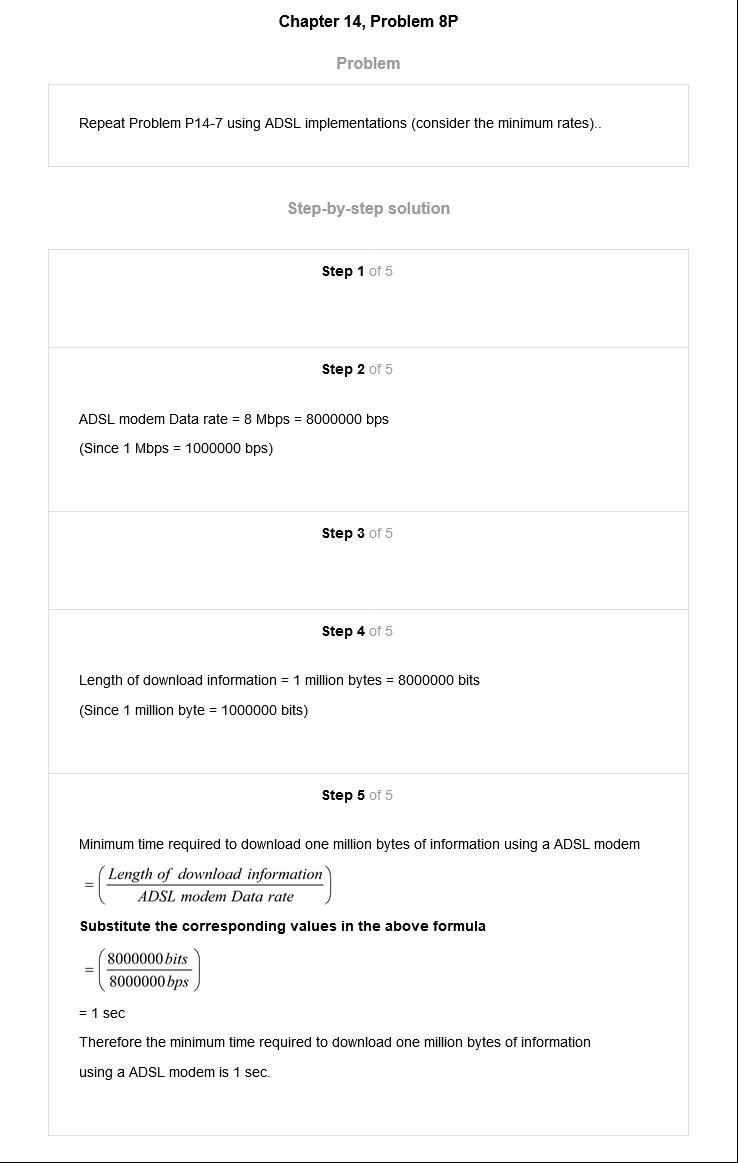 Chapter 14, Problem 8P
Problem
Repeat Problem P14-7 using ADSL implementations (consider the minimum rates)..
Step-by-step solution
Step 1 of 5
Step 2 of 5
ADSL modem Data rate = 8 Mbps = 8000000 bps
(Since 1 Mbps = 1000000 bps)
Step 3 of 5
Step 4 of 5
Length of download information = 1 million bytes = 8000000 bits
(Since 1 million byte = 1000000 bits)
Step 5 of 5
Minimum time required to download one million bytes of information using a ADSL modem
= (Length of download information / ADSL modem Data rate)
Substitute the corresponding values in the above formula
= (8000000 bits / 8000000 bps)
= 1 sec
Therefore the minimum time required to download one million bytes of information
using a ADSL modem is 1 sec.